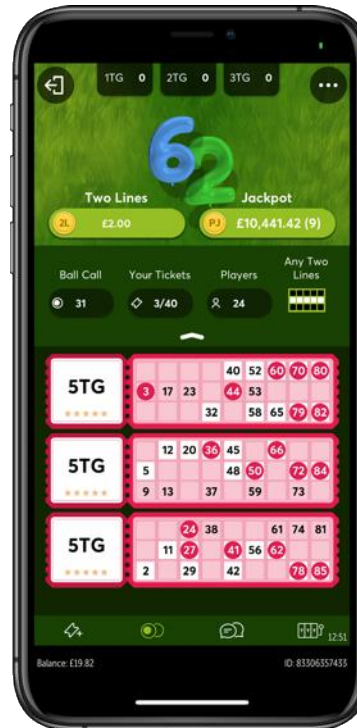 1TG 0 2TG 0 3TG 0
62
Two Lines Jackpot
2L £2.00 PJ £10,441.42 (9)
Ball Call Your Tickets Players Any Two Lines
31 3/40 24
40 52 60 70 80
5TG 3 17 23 44 53
32 58 65 79 82
12 20 36 45 66
5TG 5 48 50 72 84
9 13 37 59 73
24 38 61 74 81
5TG 11 27 41 56 62
2 29 42 78 85
12:51
Balance: £19.82 ID: 83306357433